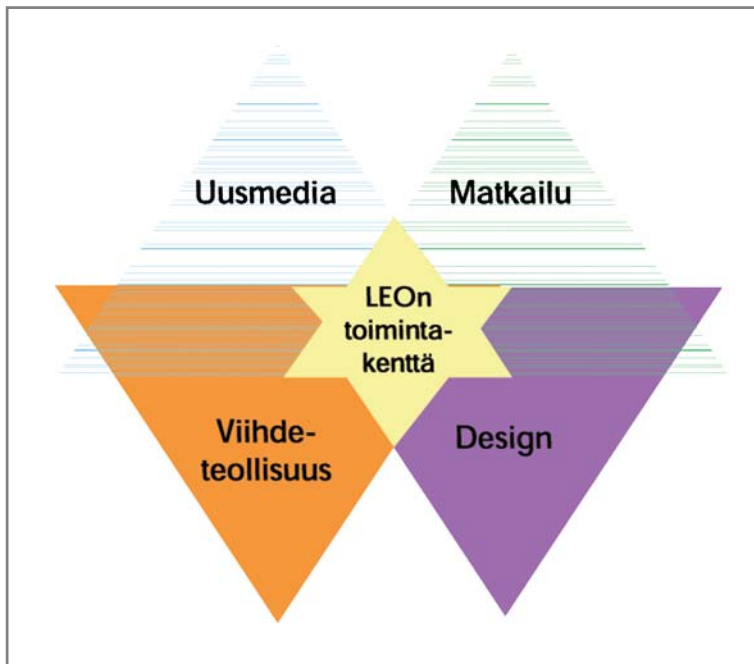 Uusmedia
Matkailu
LEOn
toiminta-
kenttä
Viihde-
teollisuus
Design